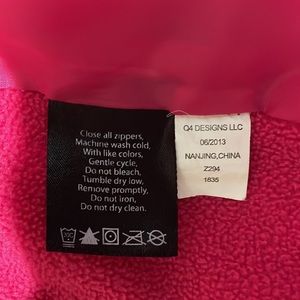 Close all zippers,
Machine wash cold,
With like colors,
Gentle cycle,
Do not bleach.
Tumble dry low,
Remove promptly,
Do not iron,
Do not dry clean.
Q4 DESIGNS LLC
06/2013
NANJING,CHINA
Z294
1635